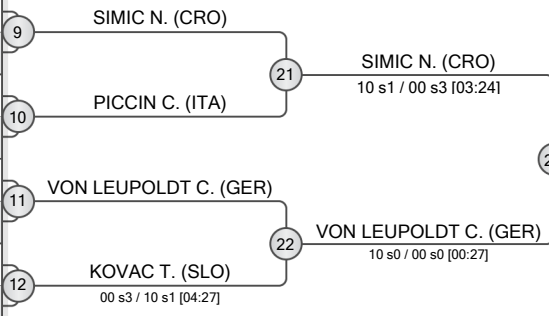 SIMIC N. (CRO)
9
21
SIMIC N. (CRO)
10 s1 / 00 s3 [03:24]
PICCIN C. (ITA)
10
VON LEUPOLDT C. (GER)
11
22
VON LEUPOLDT C. (GER)
10 s0 / 00 s0 [00:27]
KOVAC T. (SLO)
12
00 s3 / 10 s1 [04:27]